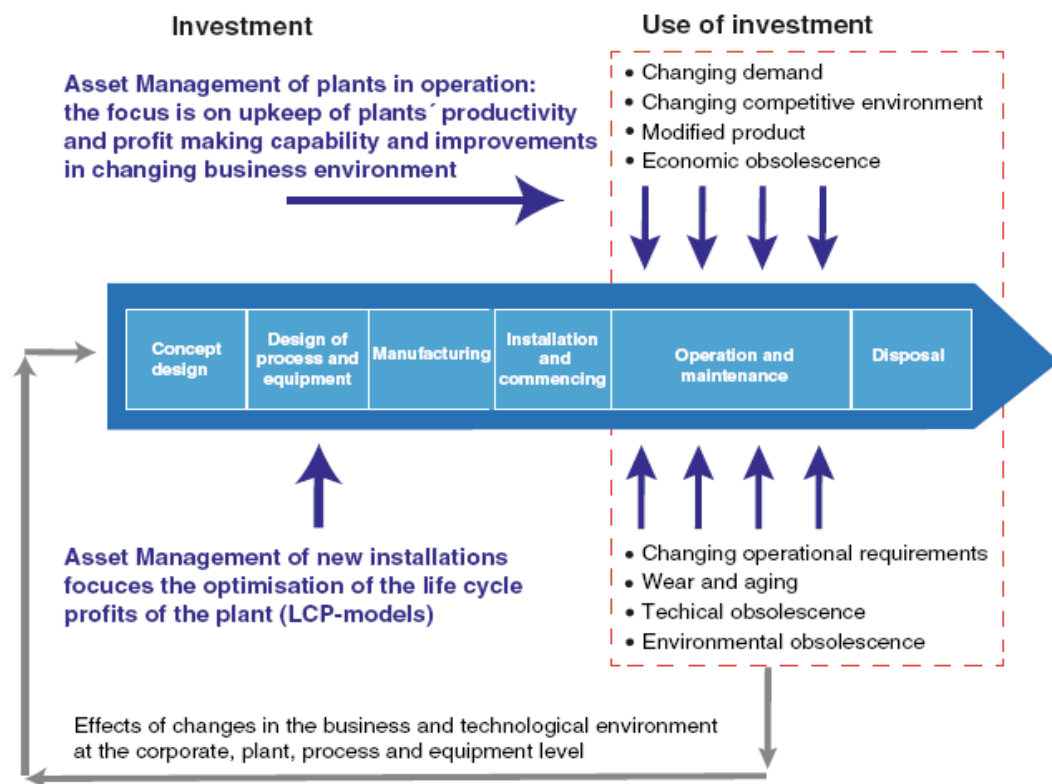 Investment
Use of investment
Asset Management of plants in operation:
the focus is on upkeep of plants´ productivity
and profit making capability and improvements
in changing business environment
• Changing demand
• Changing competitive environment
• Modified product
• Economic obsolescence
Concept
design
Design of
process and
equipment
Manufacturing
Installation
and
commencing
Operation and
maintenance
Disposal
Asset Management of new installations
focuces the optimisation of the life cycle
profits of the plant (LCP-models)
• Changing operational requirements
• Wear and aging
• Techical obsolescence
• Environmental obsolescence
Effects of changes in the business and technological environment
at the corporate, plant, process and equipment level